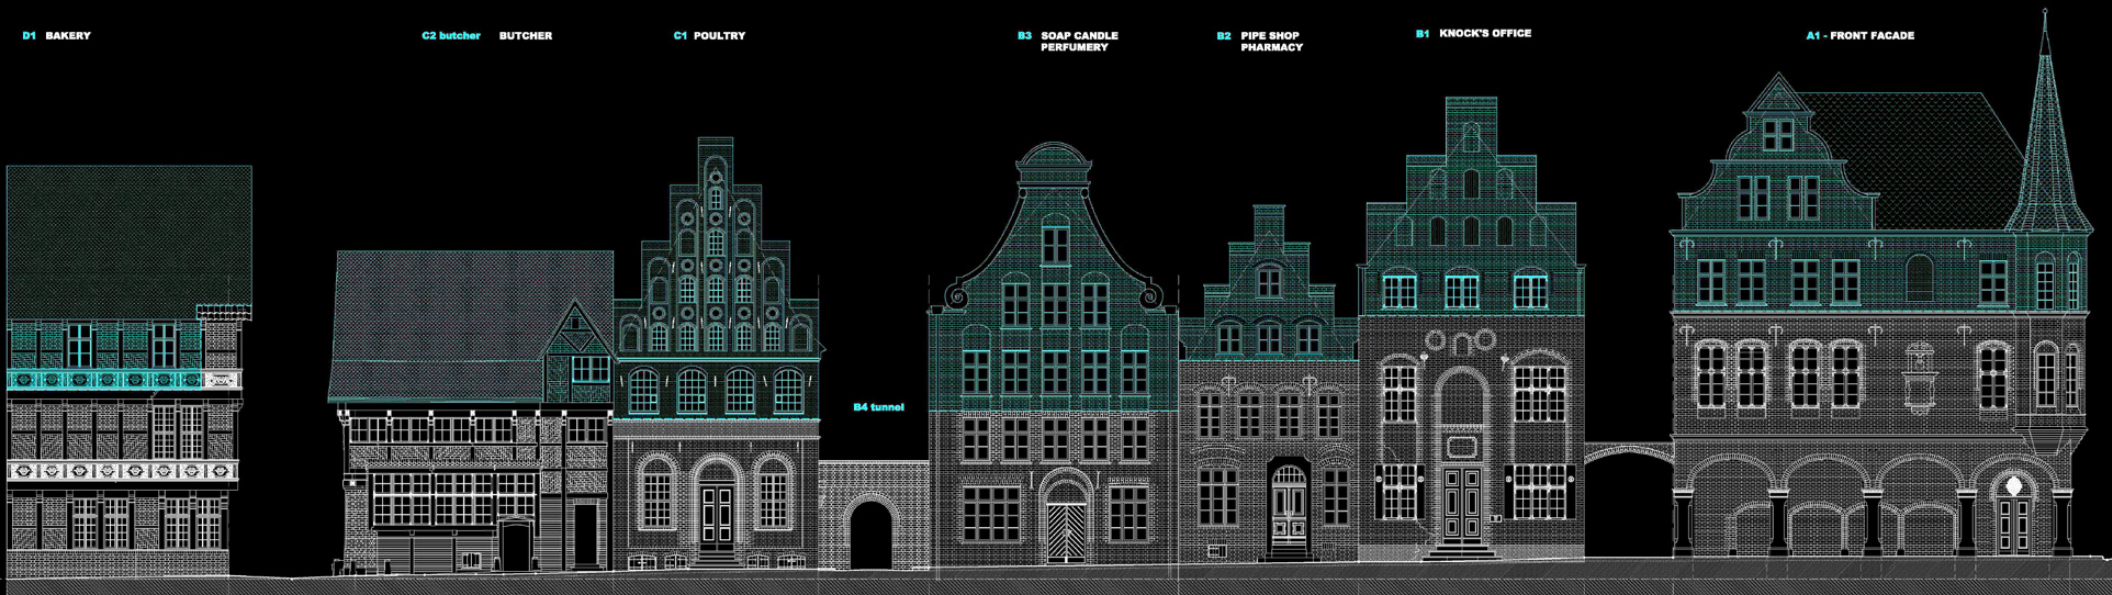 D1 BAKERY
C2 butcher BUTCHER
C1 POULTRY
B3 SOAP CANDLE
PERFUMERY
B2 PIPE SHOP
PHARMACY
B1 KNOCK'S OFFICE
A1 - FRONT FACADE
B4 tunnel